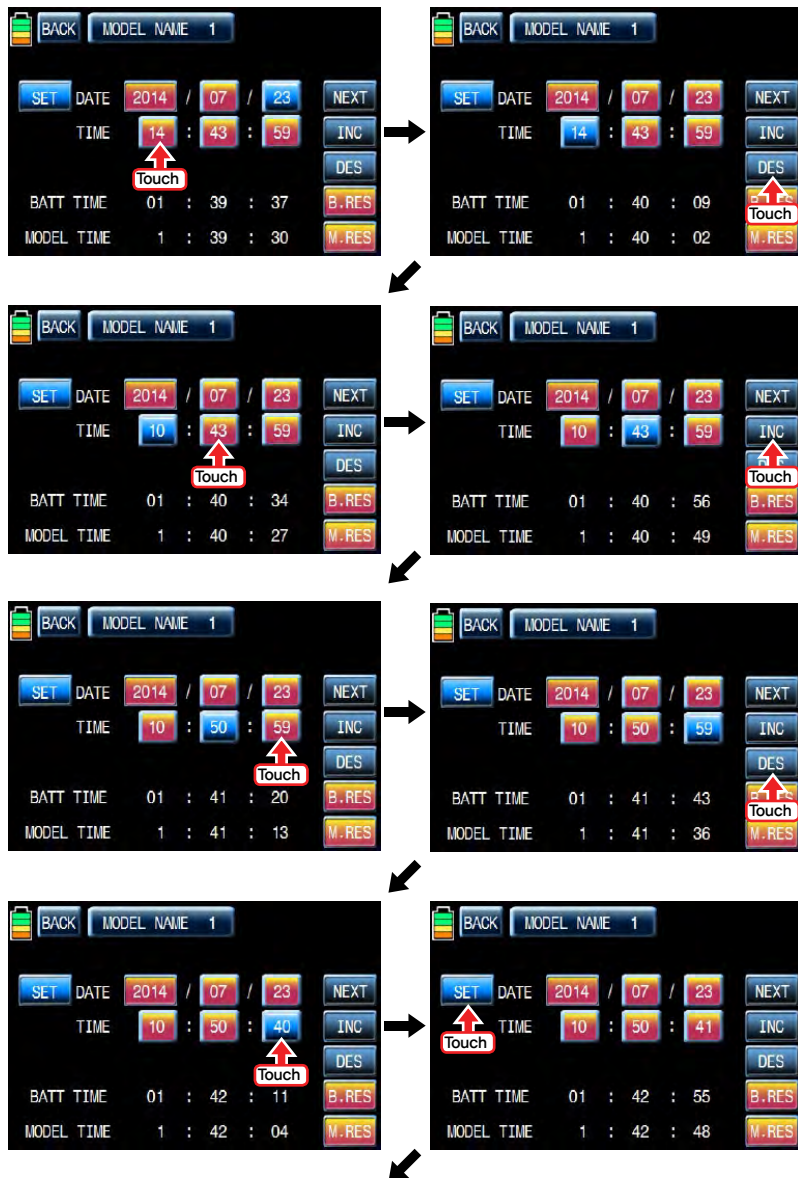 BACK MODEL NAME 1
SET DATE 2014 / 07 / 23 NEXT
TIME 14 : 43 : 59 INC
DES
Touch
BATT TIME 01 : 39 : 37 B.RES
MODEL TIME 1 : 39 : 30 M.RES
BACK MODEL NAME 1
SET DATE 2014 / 07 / 23 NEXT
TIME 14 : 43 : 59 INC
DES
BATT TIME 01 : 40 : 09
Touch
MODEL TIME 1 : 40 : 02 M.RES
BACK MODEL NAME 1
SET DATE 2014 / 07 / 23 NEXT
TIME 10 : 43 : 59 INC
DES
Touch
BATT TIME 01 : 40 : 34 B.RES
MODEL TIME 1 : 40 : 27 M.RES
BACK MODEL NAME 1
SET DATE 2014 / 07 / 23 NEXT
TIME 10 : 43 : 59 INC
Touch
BATT TIME 01 : 40 : 56 B.RES
MODEL TIME 1 : 40 : 49 M.RES
BACK MODEL NAME 1
SET DATE 2014 / 07 / 23 NEXT
TIME 10 : 50 : 59 INC
DES
Touch
BATT TIME 01 : 41 : 20 B.RES
MODEL TIME 1 : 41 : 13 M.RES
BACK MODEL NAME 1
SET DATE 2014 / 07 / 23 NEXT
TIME 10 : 50 : 59 INC
DES
BATT TIME 01 : 41 : 43
Touch
MODEL TIME 1 : 41 : 36 M.RES
BACK MODEL NAME 1
SET DATE 2014 / 07 / 23 NEXT
TIME 10 : 50 : 40 INC
DES
Touch
BATT TIME 01 : 42 : 11 B.RES
MODEL TIME 1 : 42 : 04 M.RES
BACK MODEL NAME 1
SET DATE 2014 / 07 / 23 NEXT
TIME 10 : 50 : 41 INC
Touch
DES
BATT TIME 01 : 42 : 55 B.RES
MODEL TIME 1 : 42 : 48 M.RES